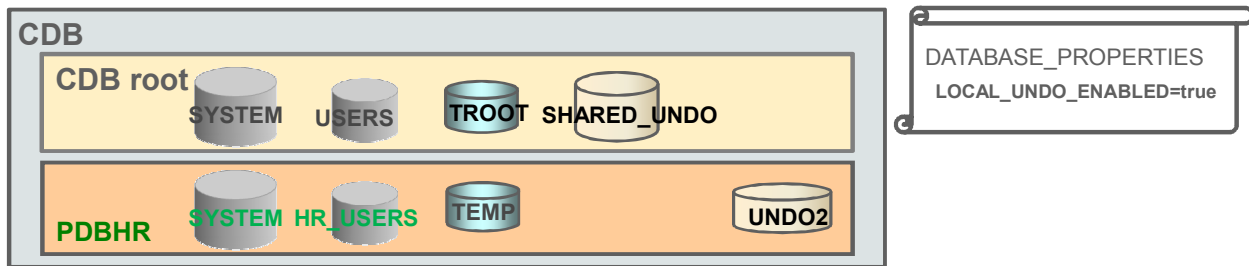 CDB
CDB root
SYSTEM USERS TROOT SHARED_UNDO
SYSTEM HR_USERS TEMP UNDO2
PDBHR
DATABASE_PROPERTIES
LOCAL_UNDO_ENABLED=true